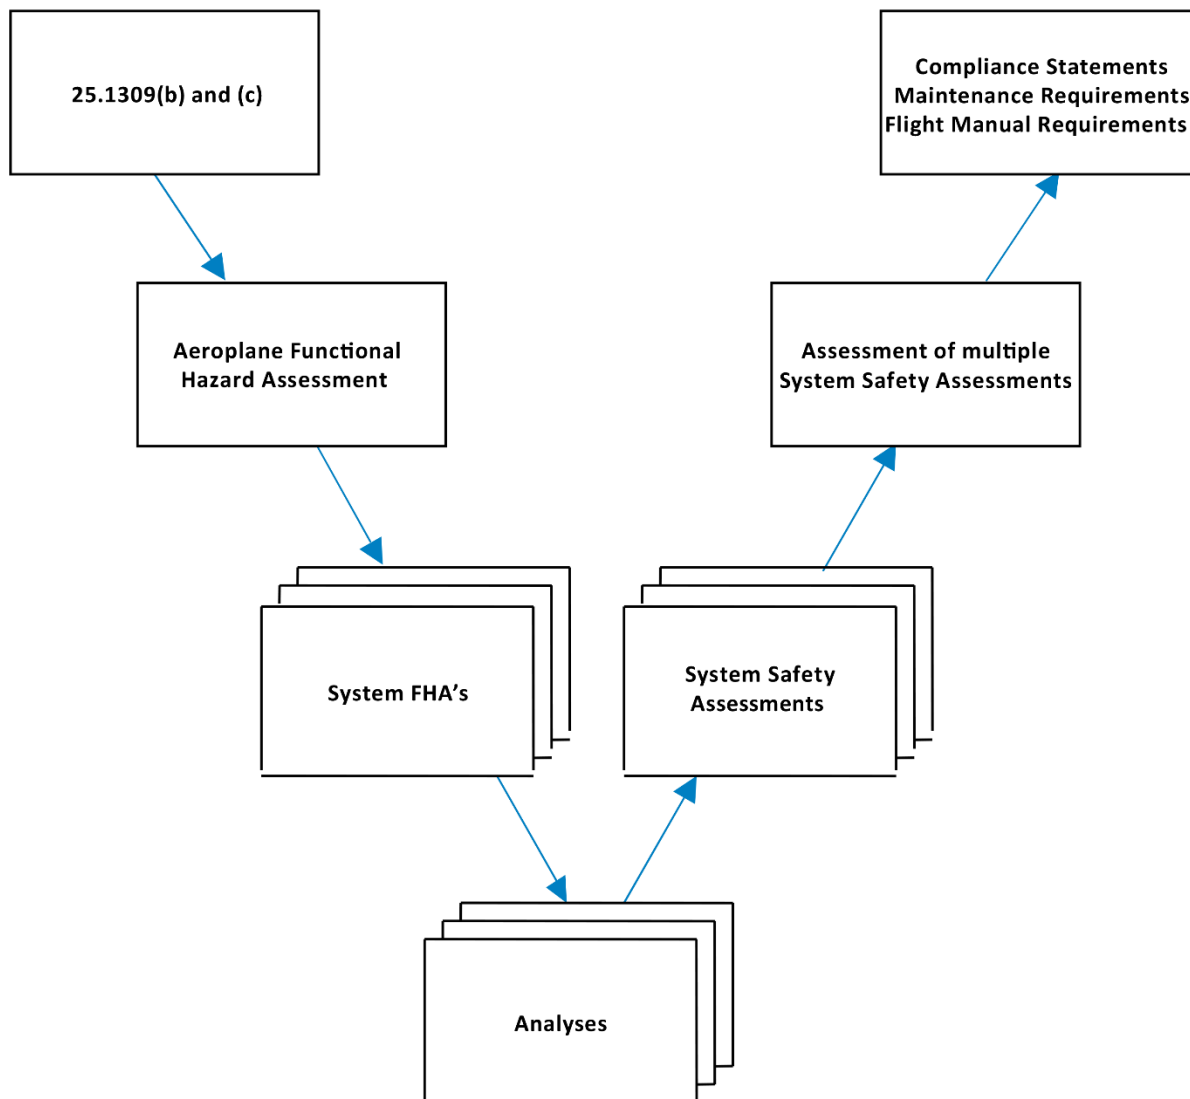 25.1309(b) and (c)
Compliance Statements
Maintenance Requirements
Flight Manual Requirements
Aeroplane Functional
Hazard Assessment
Assessment of multiple
System Safety Assessments
System FHA's
System Safety
Assessments
Analyses